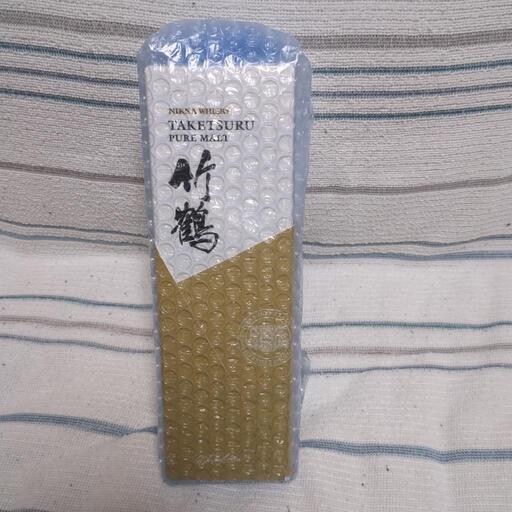 NIKKA WHISKY
TAKETSURU
PURE MALT
竹鶴